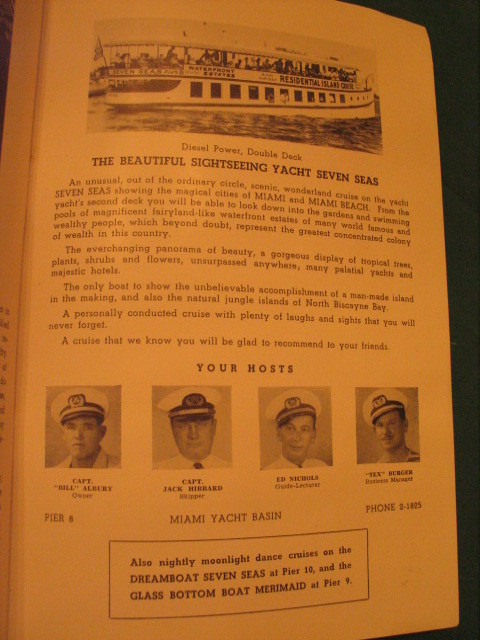 SEVEN SEAS
WATERFRONT
ESTATES
RESIDENTIAL ISLAND CRUISE
Diesel Power, Double Deck
THE BEAUTIFUL SIGHTSEEING YACHT SEVEN SEAS
An unusual, out of the ordinary circle, scenic, wonderland cruise on the yacht
SEVEN SEAS showing the magical cities of MIAMI and MIAMI BEACH. From the
yacht's second deck you will be able to look down into the gardens and swimming
pools of magnificent fairyland-like waterfront estates of many world famous and
wealthy people, which beyond doubt, represent the greatest concentrated colony
of wealth in this country.
The everchanging panorama of beauty, a gorgeous display of tropical trees,
plants, shrubs and flowers, unsurpassed anywhere, many palatial yachts and
majestic hotels.
The only boat to show the unbelievable accomplishment of a man-made island
in the making, and also the natural jungle islands of North Biscayne Bay.
A personally conducted cruise with plenty of laughs and sights that you will
never forget.
A cruise that we know you will be glad to recommend to your friends.
YOUR HOSTS
CAPT.
"BILL" ALBURY
Owner
CAPT.
JACK HIBBARD
Skipper
ED NICHOLS
Guide-Lecturer
"TEX" BURGER
Business Manager
PIER 8
MIAMI YACHT BASIN
PHONE 2-1825
Also nightly moonlight dance cruises on the
DREAMBOAT SEVEN SEAS at Pier 10, and the
GLASS BOTTOM BOAT MERIMAID at Pier 9.